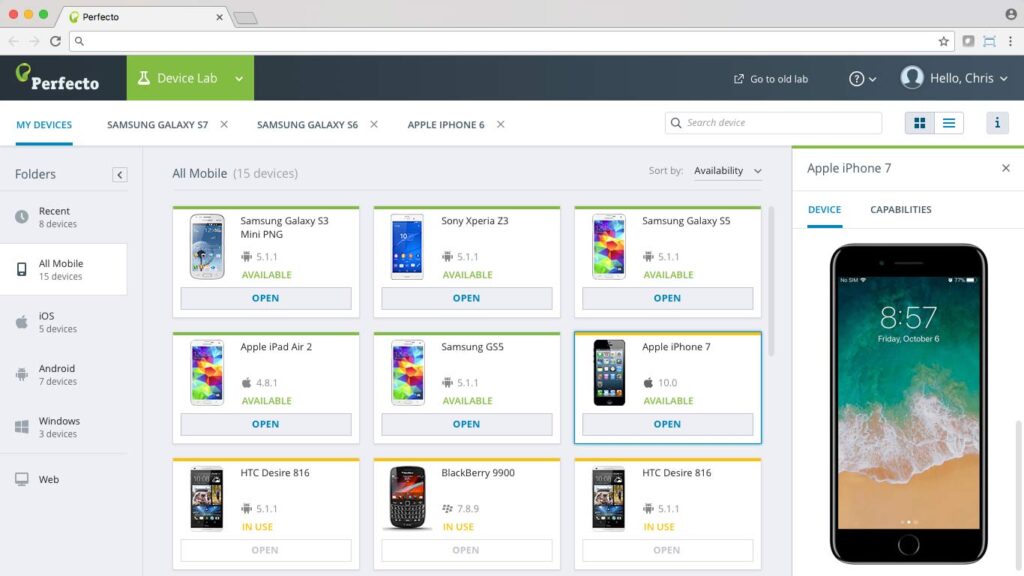 Perfecto
Perfecto
Device Lab
Go to old lab
?
Hello, Chris
MY DEVICES
SAMSUNG GALAXY S7
SAMSUNG GALAXY S6
APPLE IPHONE 6
Search device
i
Folders
Recent
8 devices
All Mobile
15 devices
iOS
5 devices
Android
7 devices
Windows
3 devices
Web
All Mobile (15 devices)
Sort by: Availability
Samsung Galaxy S3
Mini PNG
5.1.1
AVAILABLE
OPEN
Sony Xperia Z3
5.1.1
AVAILABLE
OPEN
Samsung Galaxy S5
5.1.1
AVAILABLE
OPEN
Apple iPad Air 2
4.8.1
AVAILABLE
OPEN
Samsung GS5
5.1.1
AVAILABLE
OPEN
Apple iPhone 7
10.0
AVAILABLE
OPEN
HTC Desire 816
5.1.1
IN USE
OPEN
BlackBerry 9900
7.8.9
IN USE
OPEN
HTC Desire 816
5.1.1
IN USE
OPEN
Apple iPhone 7
DEVICE
CAPABILITIES
No SIM
77%
8:57
Friday, October 6